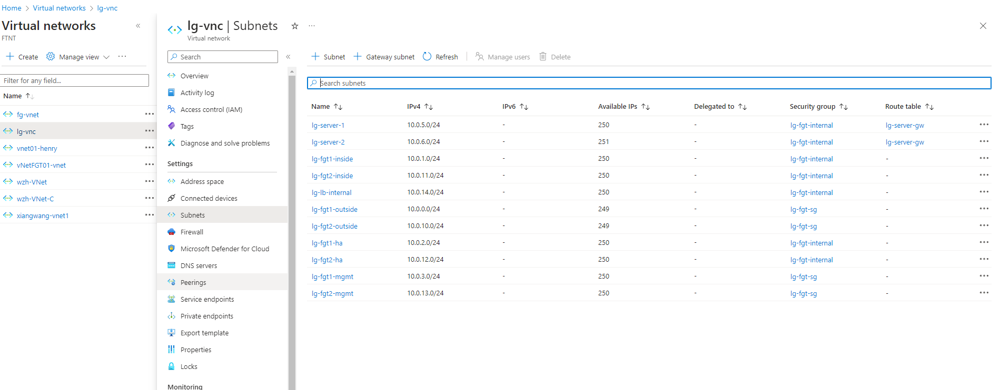 Home > Virtual networks > lg-vnc
Virtual networks
FTNT
Create Manage view
Filter for any field...
Name
fg-vnet
lg-vnc
vnet01-henry
vNetFGT01-vnet
wzh-VNet
wzh-VNet-C
xiangwang-vnet1
lg-vnc | Subnets
Virtual network
Search
Overview
Activity log
Access control (IAM)
Tags
Diagnose and solve problems
Settings
Address space
Connected devices
Subnets
Firewall
Microsoft Defender for Cloud
DNS servers
Peerings
Service endpoints
Private endpoints
Export template
Properties
Locks
Monitoring
Subnet Gateway subnet Refresh Manage users Delete
Search subnets
Name IPv4 IPv6 Available IPs Delegated to Security group Route table
lg-server-1 10.0.5.0/24 - 250 - lg-fgt-internal lg-server-gw
lg-server-2 10.0.6.0/24 - 251 - lg-fgt-internal lg-server-gw
lg-fgt1-inside 10.0.1.0/24 - 250 - lg-fgt-internal -
lg-fgt2-inside 10.0.11.0/24 - 250 - lg-fgt-internal -
lg-lb-internal 10.0.14.0/24 - 250 - lg-fgt-internal -
lg-fgt1-outside 10.0.0.0/24 - 249 - lg-fgt-sg -
lg-fgt2-outside 10.0.10.0/24 - 249 - lg-fgt-sg -
lg-fgt1-ha 10.0.2.0/24 - 250 - lg-fgt-internal -
lg-fgt2-ha 10.0.12.0/24 - 250 - lg-fgt-internal -
lg-fgt1-mgmt 10.0.3.0/24 - 250 - lg-fgt-sg -
lg-fgt2-mgmt 10.0.13.0/24 - 250 - lg-fgt-sg -